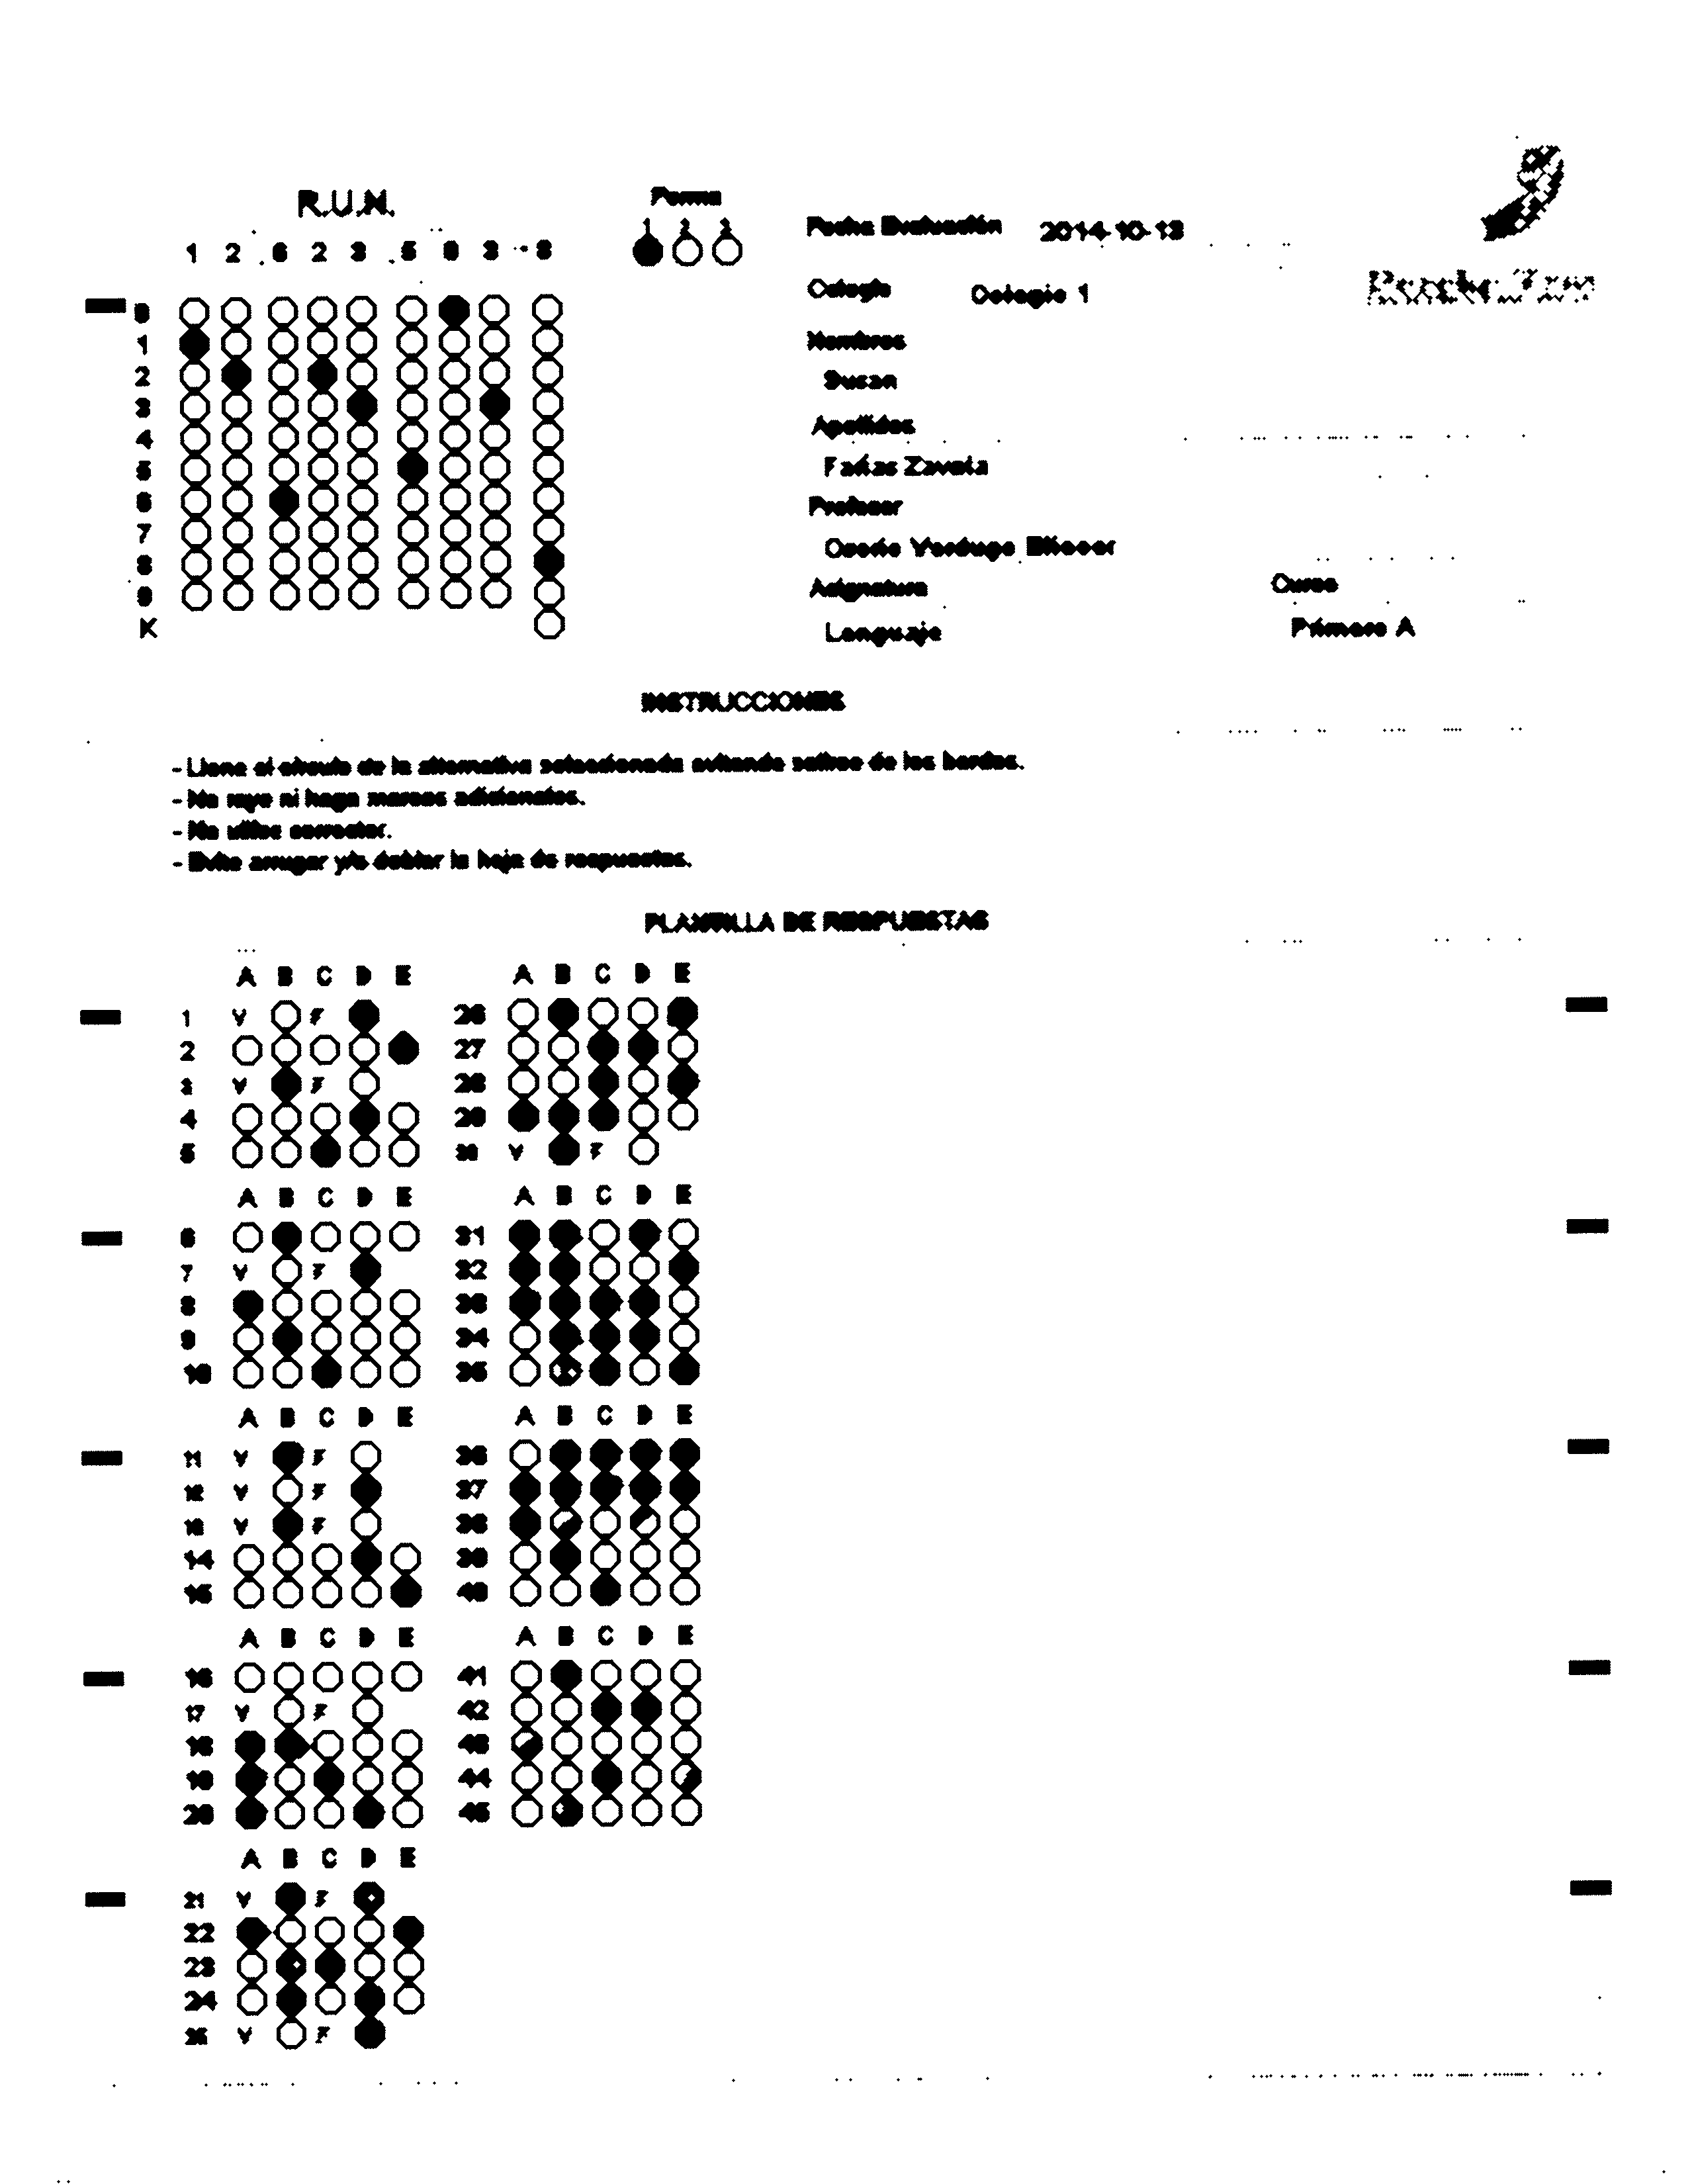 R.U.N.
Forma
1 2 6 2 3 5 0 3 - 8
1 2 3
Fecha Evaluación 2014-10-13
Colegio Colegio 1
Nombres
Susan
Apellidos
Farias Zavala
Profesor
Osorio Verdugo Eliecer
Asignatura Curso
Lenguaje Primero A
0
1
2
3
4
5
6
7
8
9
K
INSTRUCCIONES
- Llene el círculo de la alternativa seleccionada evitando salirse de los bordes.
- No raye ni haga marcas adicionales.
- No utilice corrector.
- Evite arrugar y/o doblar la hoja de respuestas.
PLANTILLA DE RESPUESTAS
A B C D E A B C D E
1 V F 26
2 27
3 V F 28
4 29
5 30 V F
A B C D E A B C D E
6 31
7 V F 32
8 33
9 34
10 35
A B C D E A B C D E
11 V F 36
12 V F 37
13 V F 38
14 39
15 40
A B C D E A B C D E
16 41
17 V F 42
18 43
19 44
20 45
A B C D E
21 V F
22
23
24
25 V F